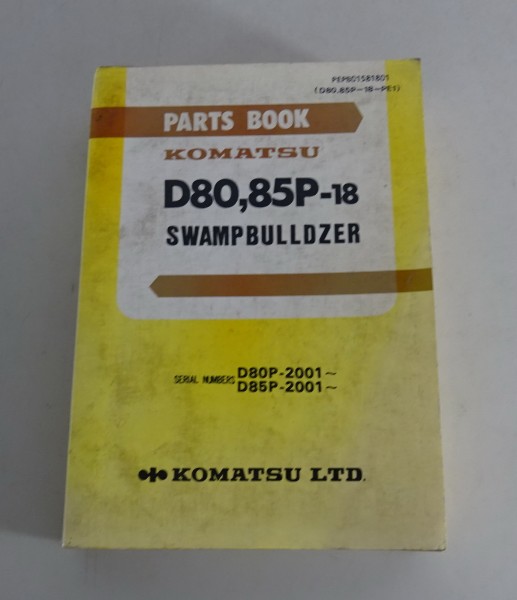 PEP801581801
(D80,85P-18-PE1)
PARTS BOOK
KOMATSU
D80,85P-18
SWAMPBULLDZER
SERIAL NUMBERS D80P-2001~
D85P-2001~
KOMATSU LTD.